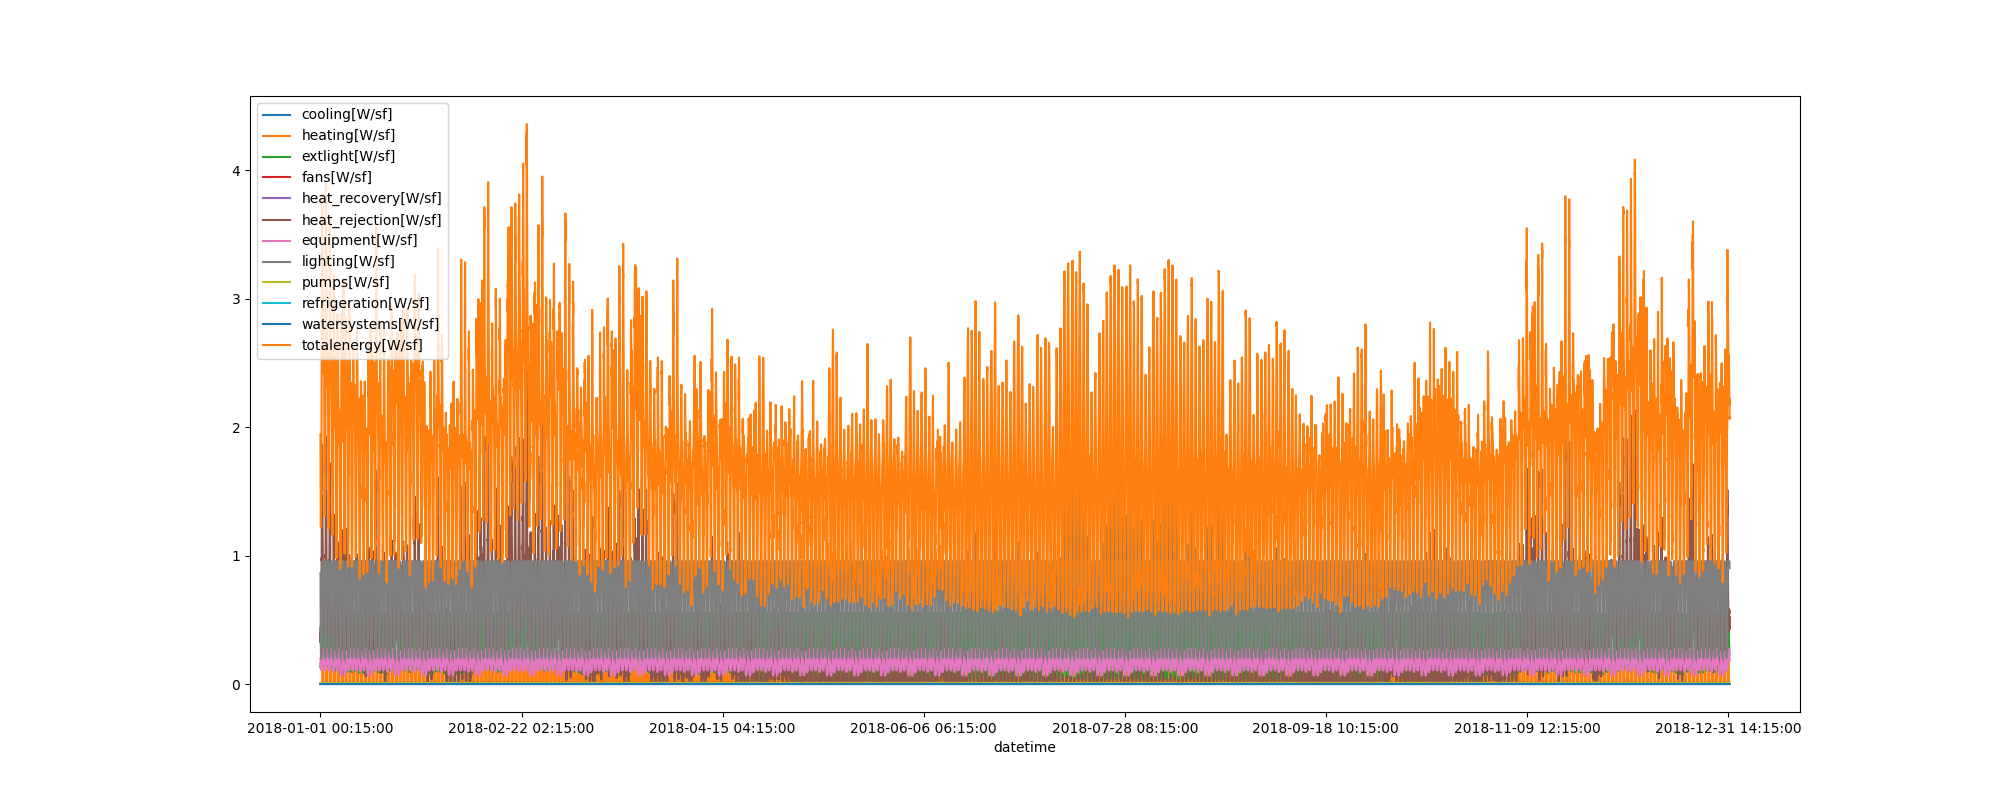 cooling[W/sf]
heating[W/sf]
extlight[W/sf]
fans[W/sf]
heat_recovery[W/sf]
heat_rejection[W/sf]
equipment[W/sf]
lighting[W/sf]
pumps[W/sf]
refrigeration[W/sf]
watersystems[W/sf]
totalenergy[W/sf]
4
3
2
1
0
2018-01-01 00:15:00 2018-02-22 02:15:00 2018-04-15 04:15:00 2018-06-06 06:15:00 2018-07-28 08:15:00 2018-09-18 10:15:00 2018-11-09 12:15:00 2018-12-31 14:15:00
datetime